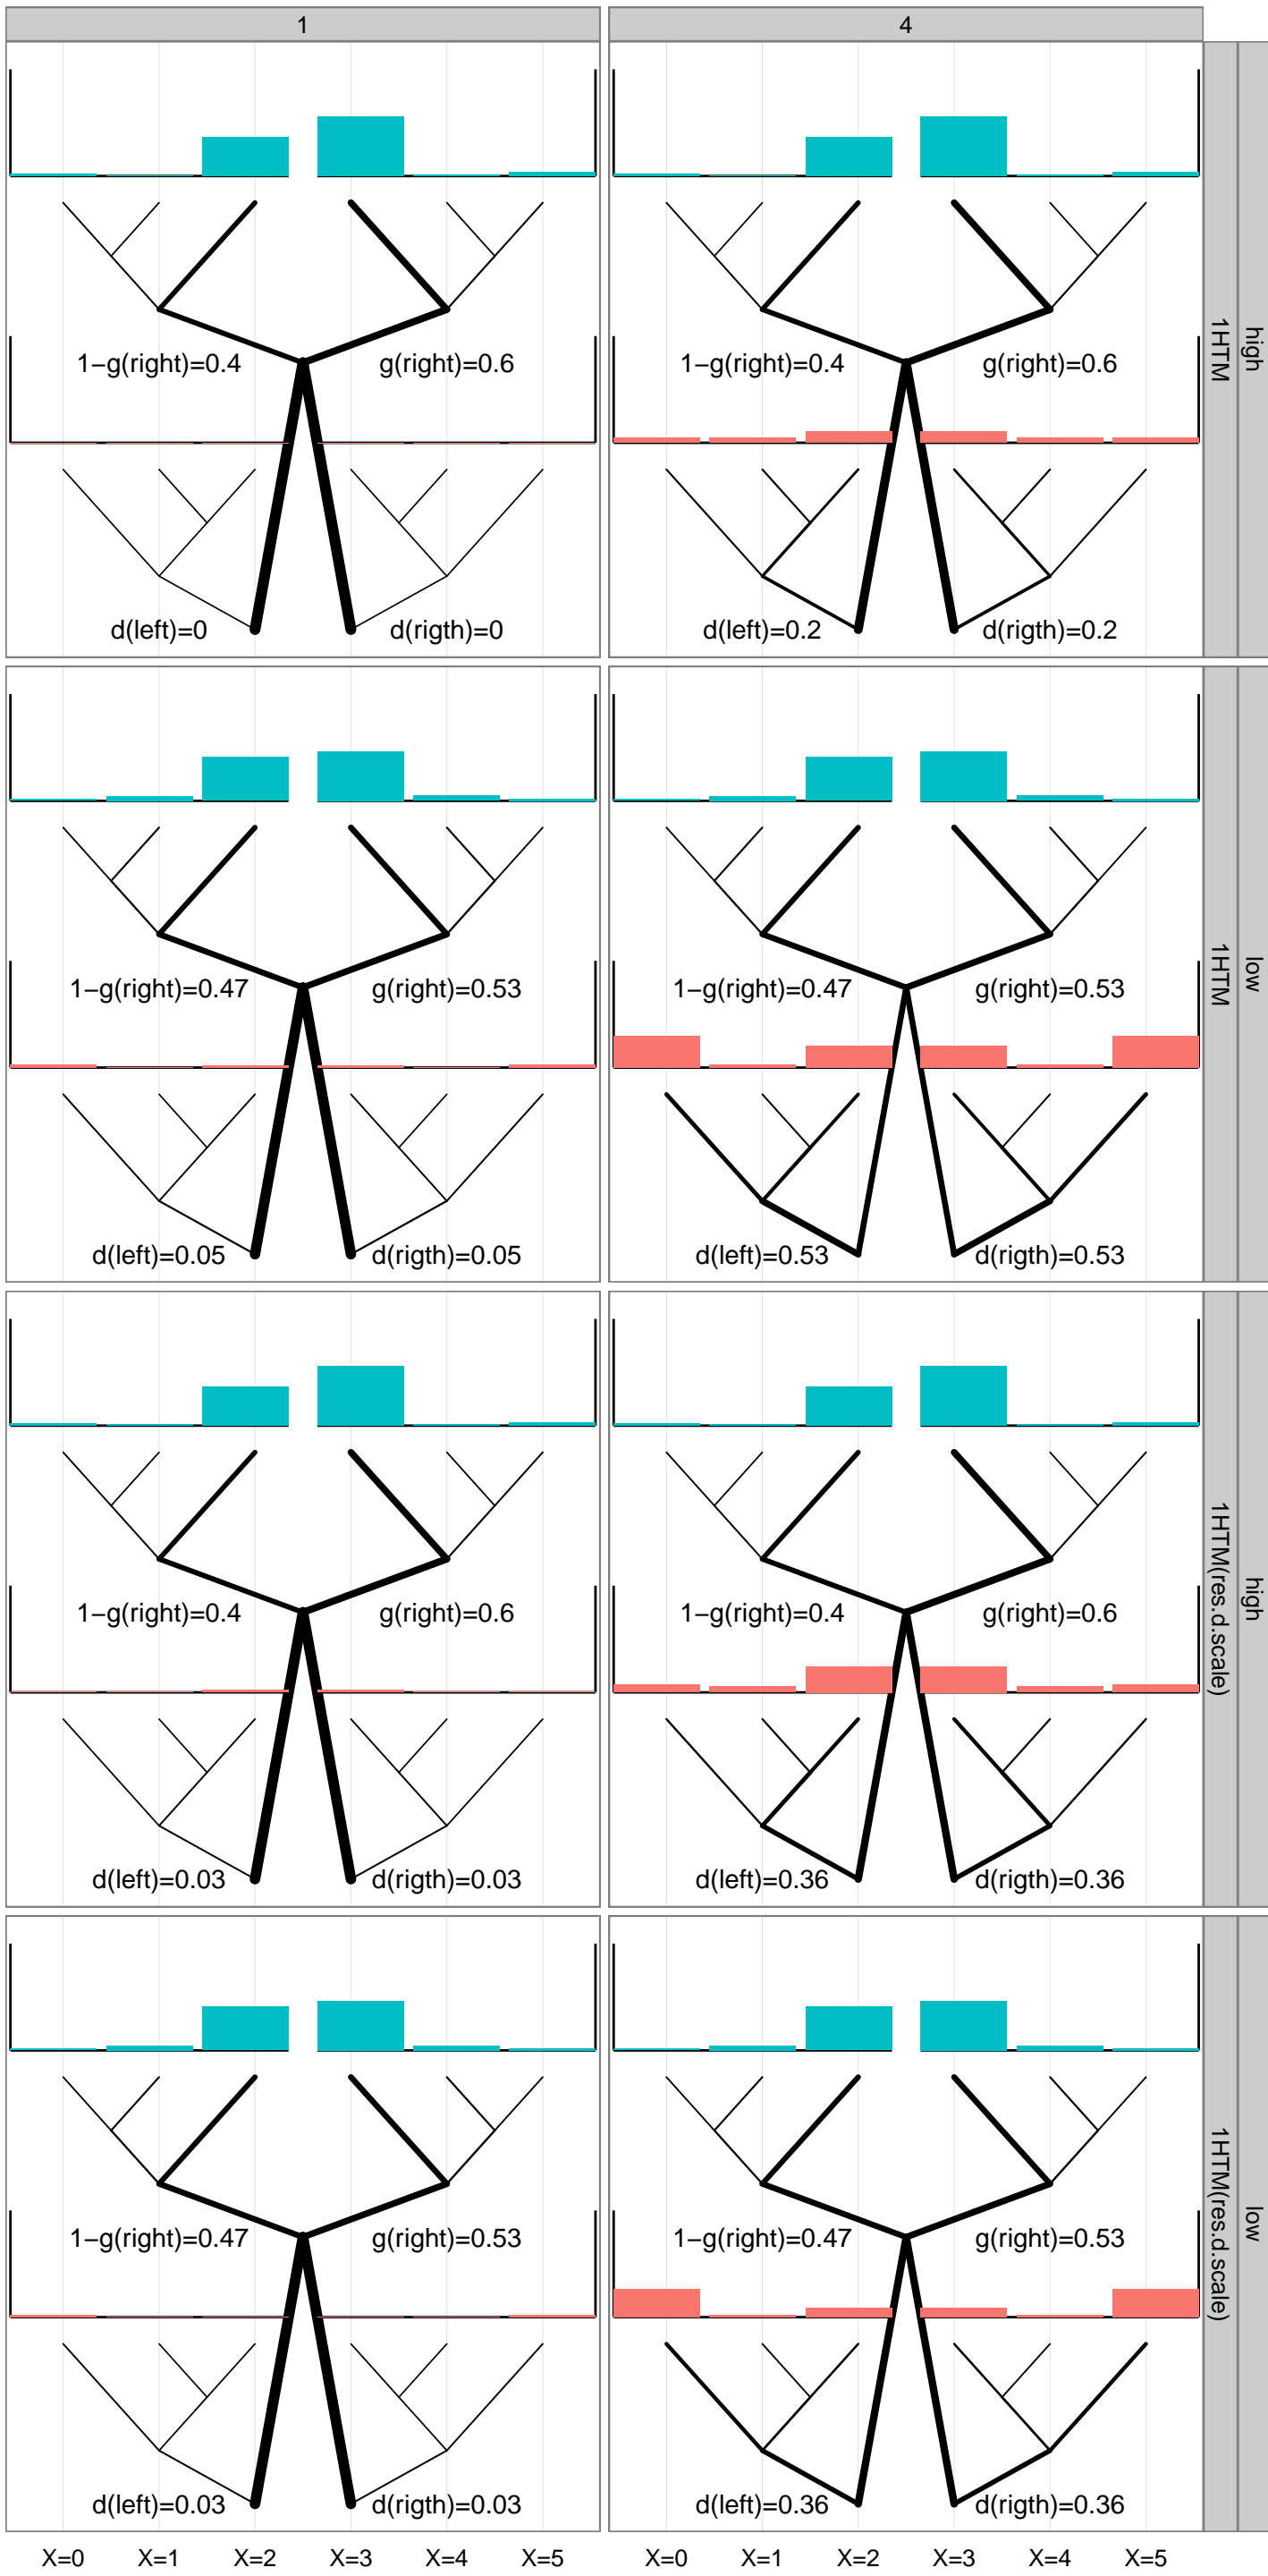 1 4
1−g(right)=0.4 g(right)=0.6 1−g(right)=0.4 g(right)=0.6
d(left)=0 d(rigth)=0 d(left)=0.2 d(rigth)=0.2
1HTM high
1−g(right)=0.47 g(right)=0.53 1−g(right)=0.47 g(right)=0.53
d(left)=0.05 d(rigth)=0.05 d(left)=0.53 d(rigth)=0.53
1HTM low
1−g(right)=0.4 g(right)=0.6 1−g(right)=0.4 g(right)=0.6
d(left)=0.03 d(rigth)=0.03 d(left)=0.36 d(rigth)=0.36
1HTM(res.d.scale) high
1−g(right)=0.47 g(right)=0.53 1−g(right)=0.47 g(right)=0.53
d(left)=0.03 d(rigth)=0.03 d(left)=0.36 d(rigth)=0.36
1HTM(res.d.scale) low
X=0 X=1 X=2 X=3 X=4 X=5 X=0 X=1 X=2 X=3 X=4 X=5